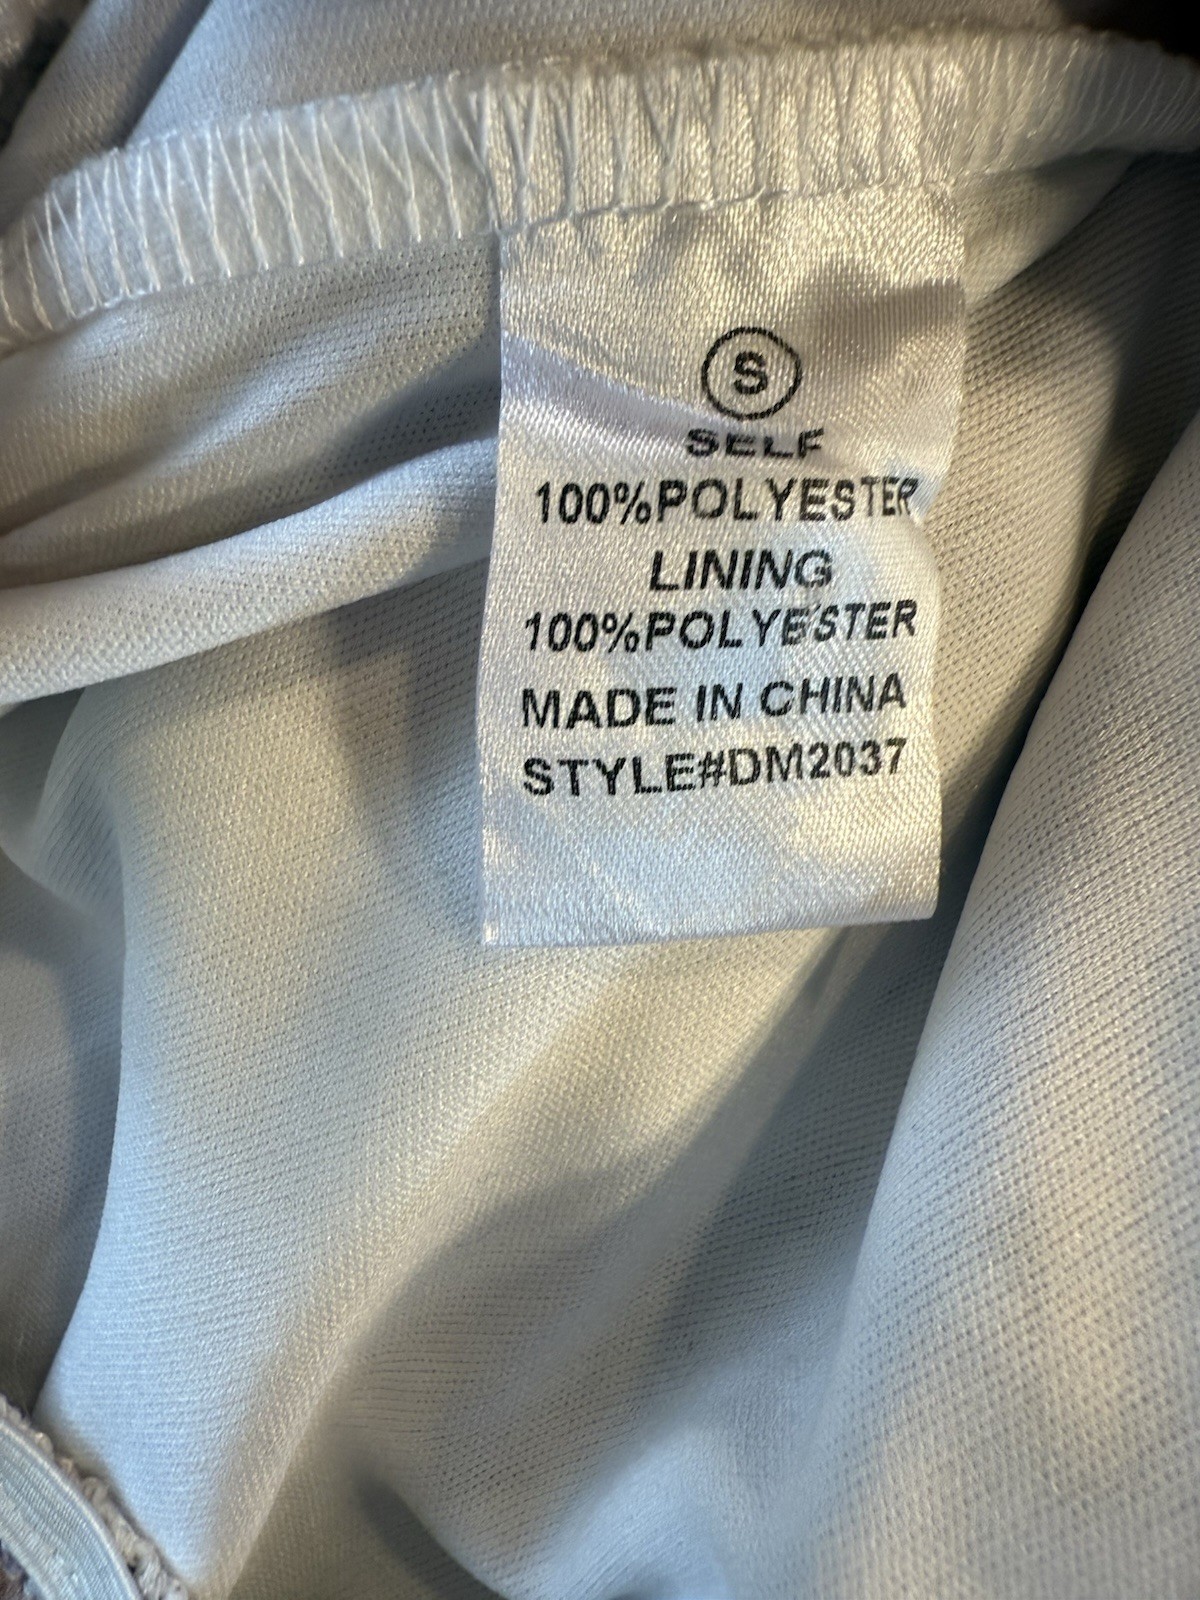 S
SELF
100%POLYESTER
LINING
100%POLYESTER
MADE IN CHINA
STYLE#DM2037